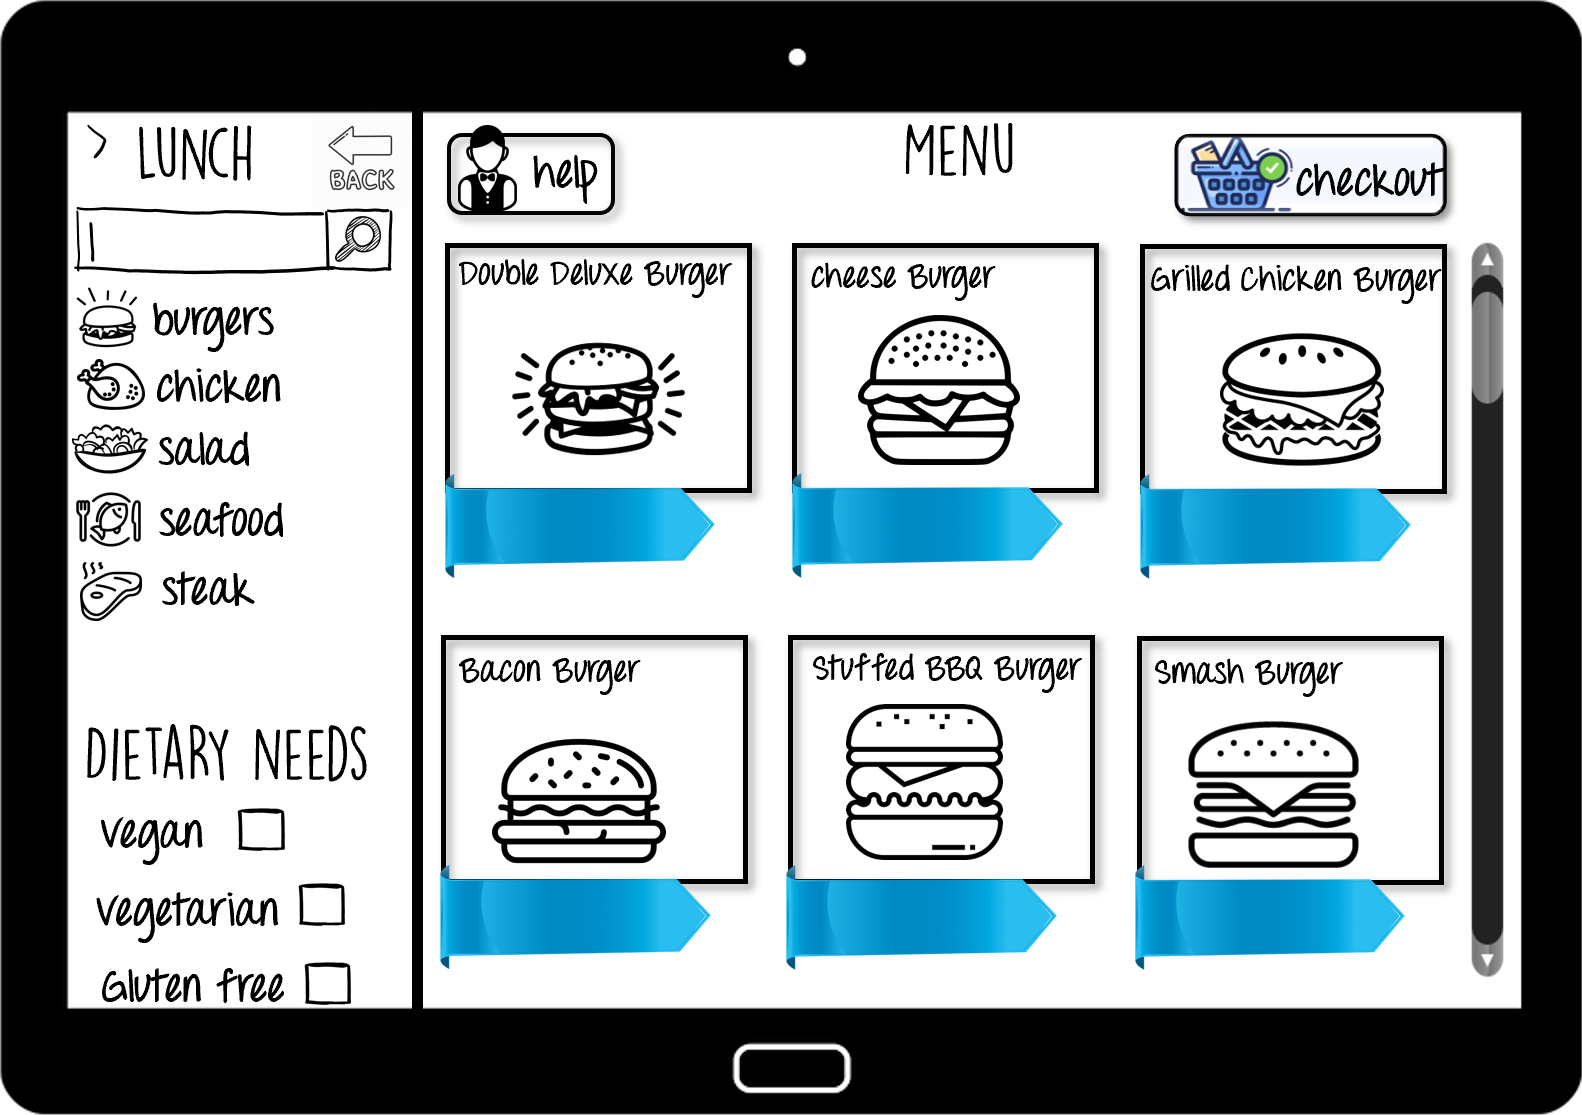 > LUNCH
BACK
burgers
chicken
salad
seafood
steak
DIETARY NEEDS
vegan
vegetarian
Gluten free
help
MENU
checkout
Double Deluxe Burger
cheese Burger
Grilled Chicken Burger
Bacon Burger
Stuffed BBQ Burger
Smash Burger